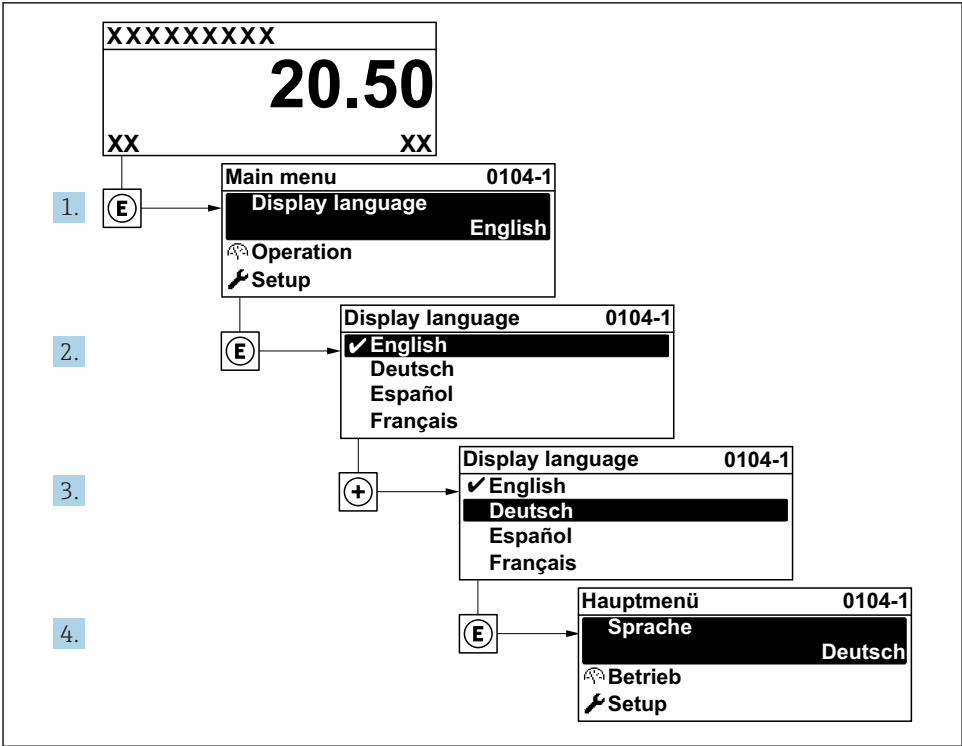 XXXXXXXXX
20.50
XX XX
1. E
Main menu 0104-1
Display language
English
Operation
Setup
2. E
Display language 0104-1
✔English
Deutsch
Español
Français
3. +
Display language 0104-1
✔English
Deutsch
Español
Français
4. E
Hauptmenü 0104-1
Sprache
Deutsch
Betrieb
Setup